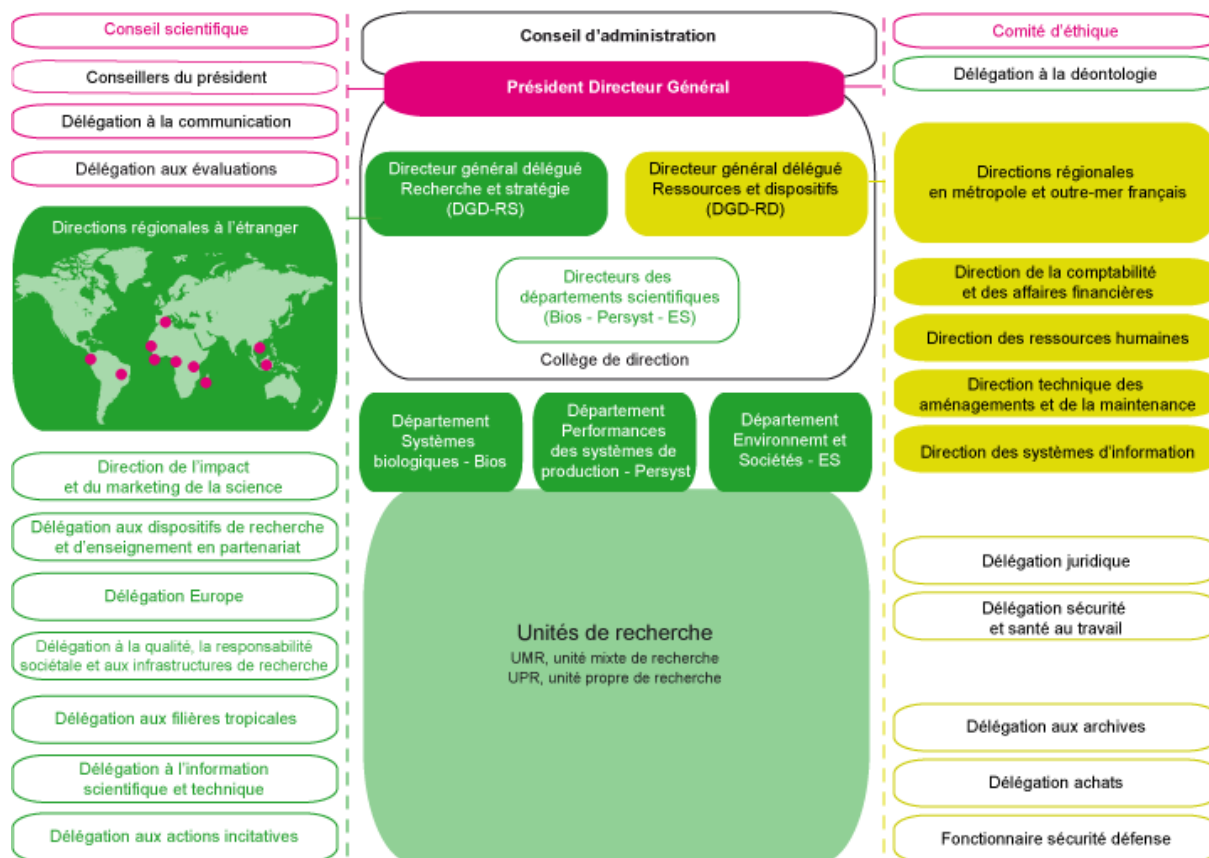 Conseil scientifique
Conseillers du président
Délégation à la communication
Délégation aux évaluations
Directions régionales à l'étranger
Direction de l'impact
et du marketing de la science
Délégation aux dispositifs de recherche
et d'enseignement en partenariat
Délégation Europe
Délégation à la qualité, la responsabilité
sociétale et aux infrastructures de recherche
Délégation aux filières tropicales
Délégation à l'information
scientifique et technique
Délégation aux actions incitatives
Conseil d'administration
Président Directeur Général
Directeur général délégué
Recherche et stratégie
(DGD-RS)
Directeur général délégué
Ressources et dispositifs
(DGD-RD)
Directeurs des
départements scientifiques
(Bios - Persyst - ES)
Collège de direction
Département
Systèmes
biologiques - Bios
Département
Performances
des systèmes de
production - Persyst
Département
Environnemt et
Sociétés - ES
Unités de recherche
UMR, unité mixte de recherche
UPR, unité propre de recherche
Comité d'éthique
Délégation à la déontologie
Directions régionales
en métropole et outre-mer français
Direction de la comptabilité
et des affaires financières
Direction des ressources humaines
Direction technique des
aménagements et de la maintenance
Direction des systèmes d'information
Délégation juridique
Délégation sécurité
et santé au travail
Délégation aux archives
Délégation achats
Fonctionnaire sécurité défense